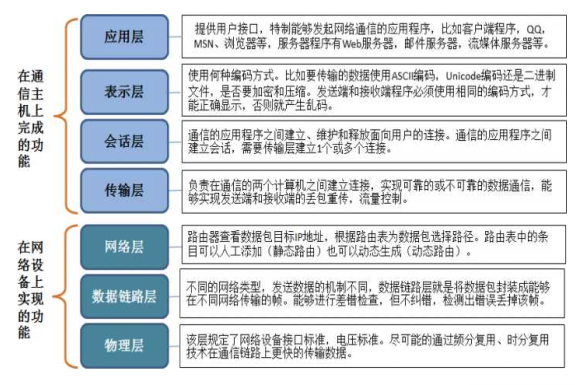 在通信主机上完成的功能
应用层
提供用户接口，特制能够发起网络通信的应用程序，比如客户端程序，QQ，
MSN、浏览器等，服务器程序有Web服务器，邮件服务器，流媒体服务器等。
表示层
使用何种编码方式。比如要传输的数据使用ASCII编码，Unicode编码还是二进制
文件，是否要加密和压缩。发送端和接收端程序必须使用相同的编码方式，才
能正确显示，否则就产生乱码。
会话层
通信的应用程序之间建立、维护和释放面向用户的连接。通信的应用程序之间
建立会话，需要传输层建立1个或多个连接。
传输层
负责在通信的两个计算机之间建立连接，实现可靠的或不可靠的数据通信，能
够实现发送端和接收端的丢包重传，流量控制。
在网络设备上实现的功能
网络层
路由器查看数据包目标IP地址，根据路由表为数据包选择路径。路由表中的条
目可以人工添加（静态路由）也可以动态生成（动态路由）。
数据链路层
不同的网络类型，发送数据的机制不同，数据链路层就是将数据包封装成能够
在不同网络传输的帧。能够进行差错检查，但不纠错，检测出错误丢掉该帧。
物理层
该层规定了网络设备接口标准，电压标准。尽可能的通过频分复用、时分复用
技术在通信链路上更快的传输数据。